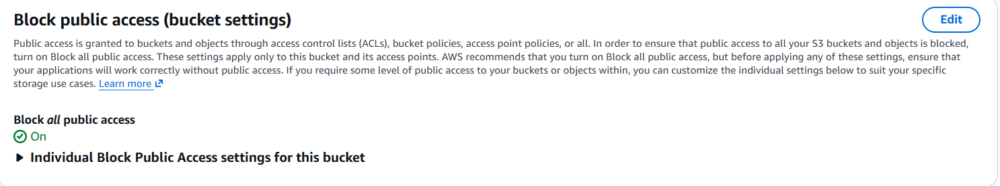 Block public access (bucket settings)
Edit
Public access is granted to buckets and objects through access control lists (ACLs), bucket policies, access point policies, or all. In order to ensure that public access to all your S3 buckets and objects is blocked,
turn on Block all public access. These settings apply only to this bucket and its access points. AWS recommends that you turn on Block all public access, but before applying any of these settings, ensure that
your applications will work correctly without public access. If you require some level of public access to your buckets or objects within, you can customize the individual settings below to suit your specific
storage use cases. Learn more
Block all public access
On
Individual Block Public Access settings for this bucket